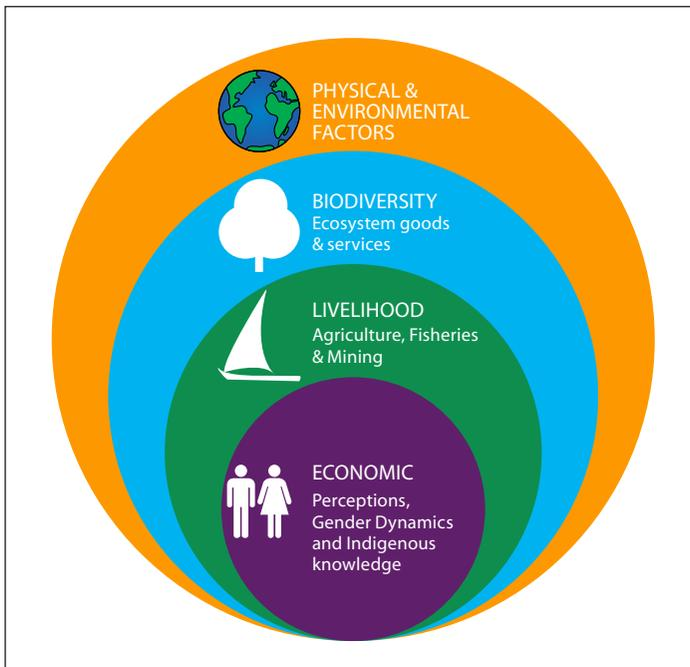 PHYSICAL &
ENVIRONMENTAL
FACTORS
BIODIVERSITY
Ecosystem goods
& services
LIVELIHOOD
Agriculture, Fisheries
& Mining
ECONOMIC
Perceptions,
Gender Dynamics
and Indigenous
knowledge